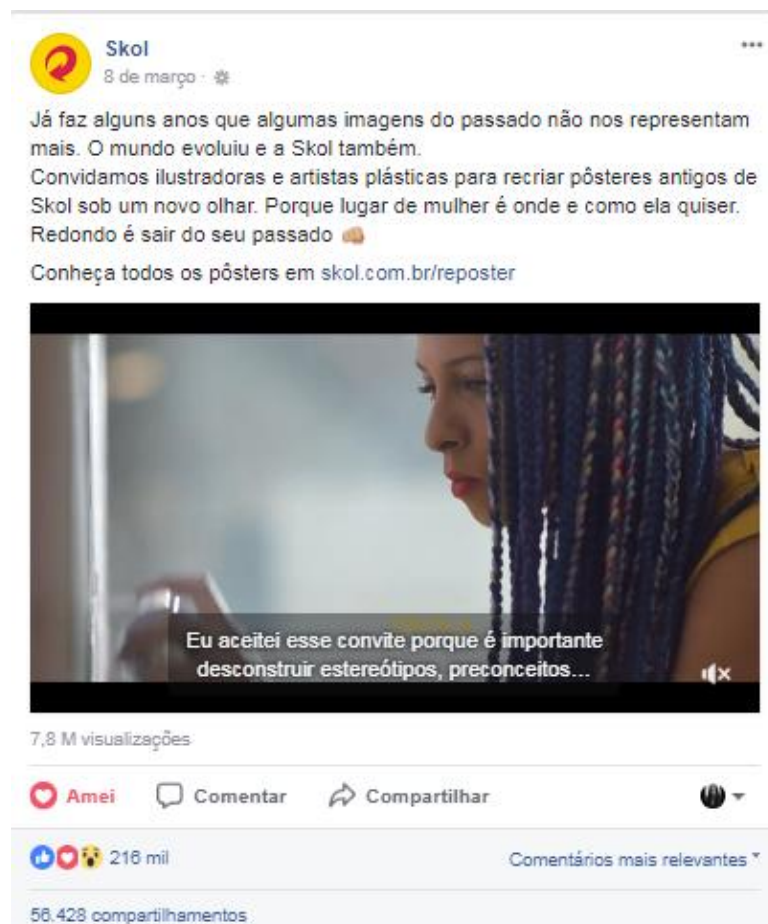 Skol
8 de março
Já faz alguns anos que algumas imagens do passado não nos representam
mais. O mundo evoluiu e a Skol também.
Convidamos ilustradoras e artistas plásticas para recriar pôsteres antigos de
Skol sob um novo olhar. Porque lugar de mulher é onde e como ela quiser.
Redondo é sair do seu passado 👊🏼
Conheça todos os pôsters em skol.com.br/reposter
Eu aceitei esse convite porque é importante
desconstruir estereótipos, preconceitos...
7,8 M visualizações
Amei Comentar Compartilhar
216 mil Comentários mais relevantes
56.428 compartilhamentos